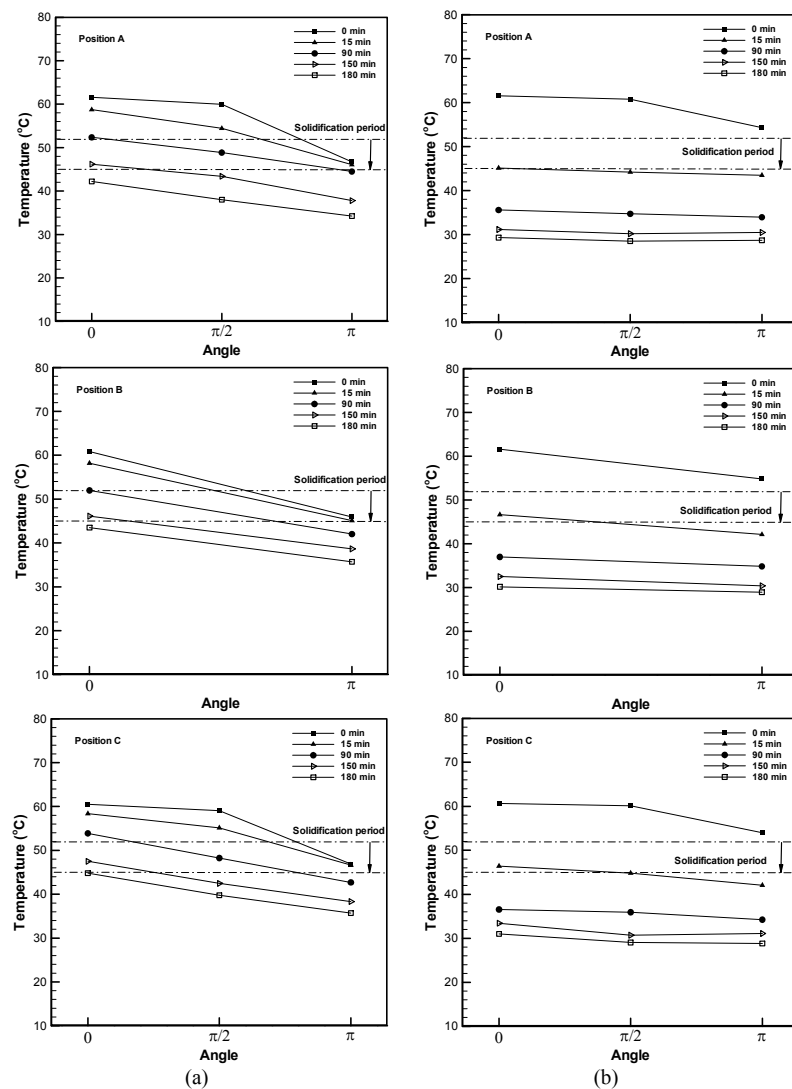 80
70
60
50
40
30
20
10
Temperature (°C)
Position A
0 min
15 min
90 min
150 min
180 min
Solidification period
0
π/2
π
Angle
80
70
60
50
40
30
20
10
Temperature (°C)
Position A
0 min
15 min
90 min
150 min
180 min
Solidification period
0
π/2
π
Angle
80
70
60
50
40
30
20
10
Temperature (°C)
Position B
0 min
15 min
90 min
150 min
180 min
Solidification period
0
π
Angle
80
70
60
50
40
30
20
10
Temperature (°C)
Position B
0 min
15 min
90 min
150 min
180 min
Solidification period
0
π
Angle
80
70
60
50
40
30
20
10
Temperature (°C)
Position C
0 min
15 min
90 min
150 min
180 min
Solidification period
0
π/2
π
Angle
(a)
80
70
60
50
40
30
20
10
Temperature (°C)
Position C
0 min
15 min
90 min
150 min
180 min
Solidification period
0
π/2
π
Angle
(b)